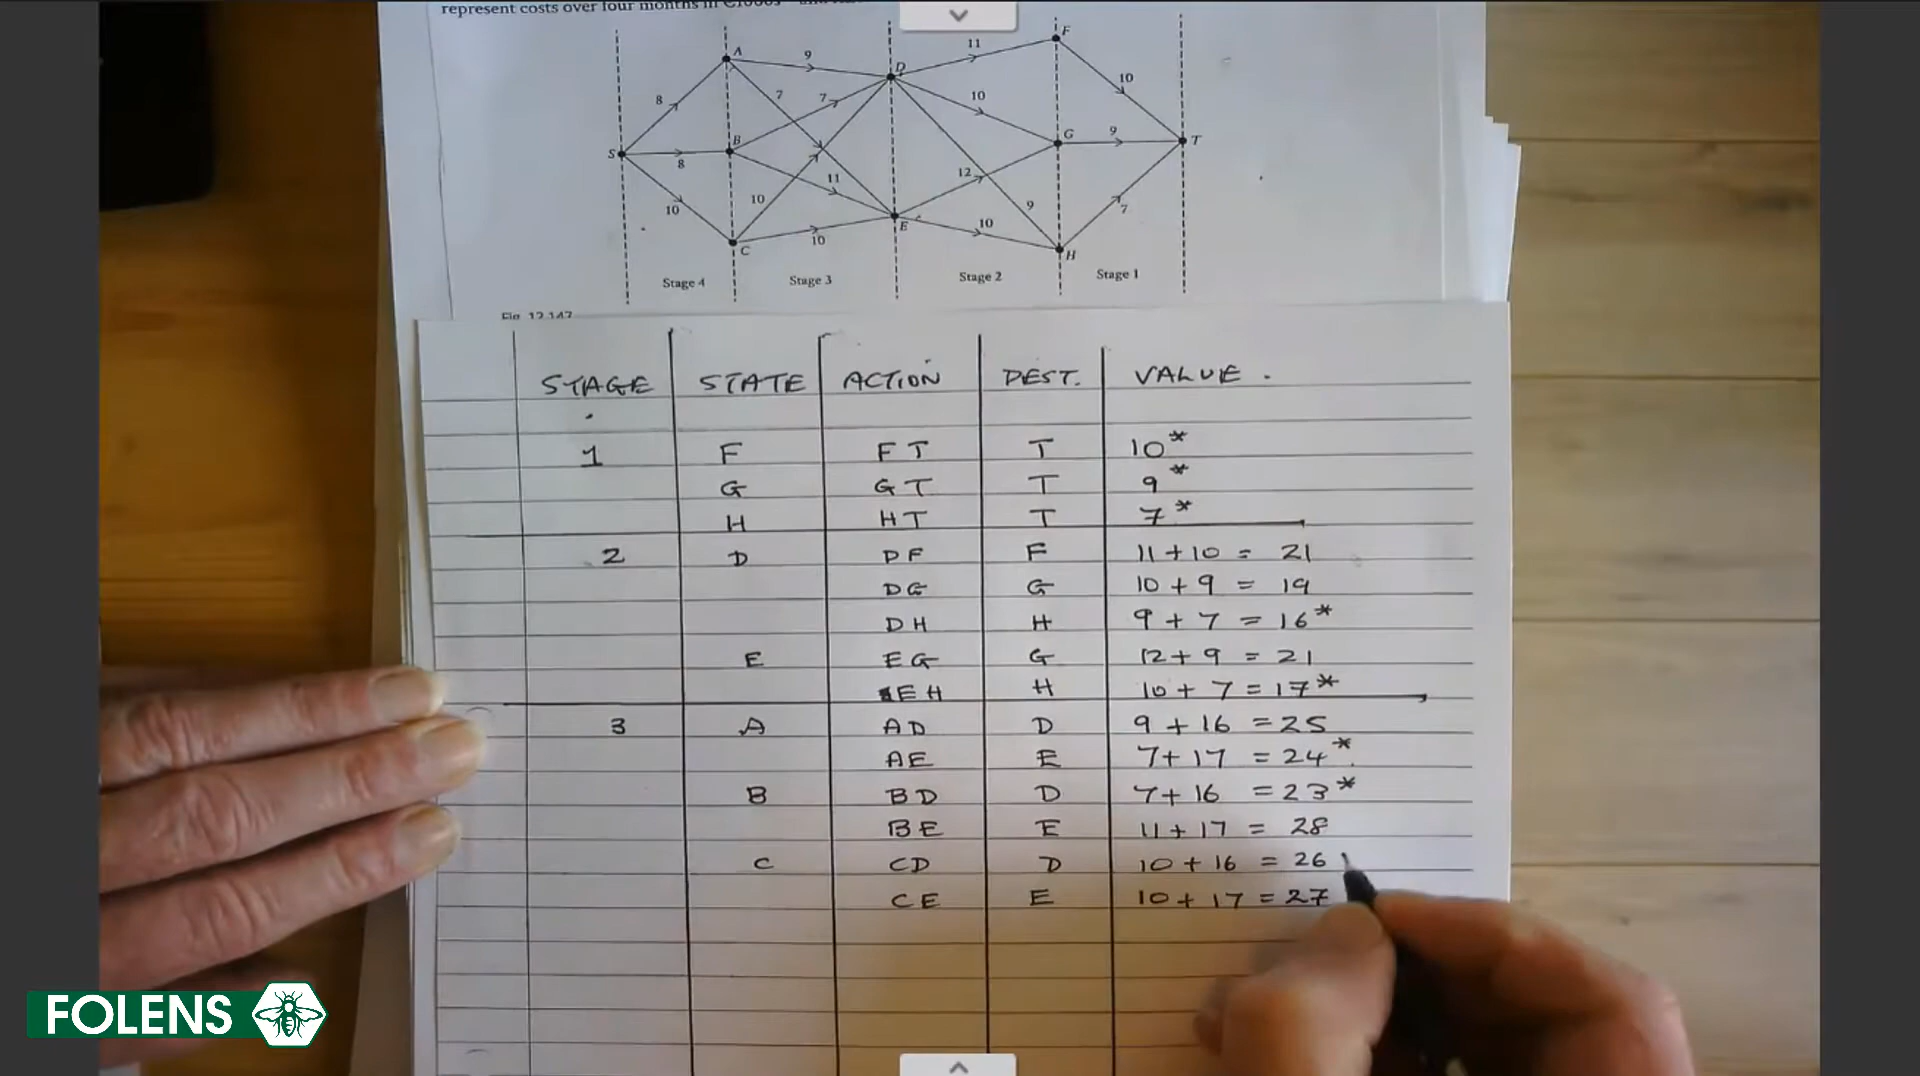 represent costs over four months in €1000s
F
11
A
9
D
10
8
7
7
10
G
9
B
S
T
8
12
11
10
9
7
10
E
10
10
C
H
Stage 4 Stage 3 Stage 2 Stage 1
Fig. 12.147
STAGE STATE ACTION DEST. VALUE.
1 F FT T 10*
G GT T 9*
H HT T 7*
2 D DF F 11 + 10 = 21
DG G 10 + 9 = 19
DH H 9 + 7 = 16*
E EG G 12 + 9 = 21
EH H 10 + 7 = 17*
3 A AD D 9 + 16 = 25
AE E 7 + 17 = 24*
B BD D 7 + 16 = 23*
BE E 11 + 17 = 28
C CD D 10 + 16 = 26
CE E 10 + 17 = 27
FOLENS